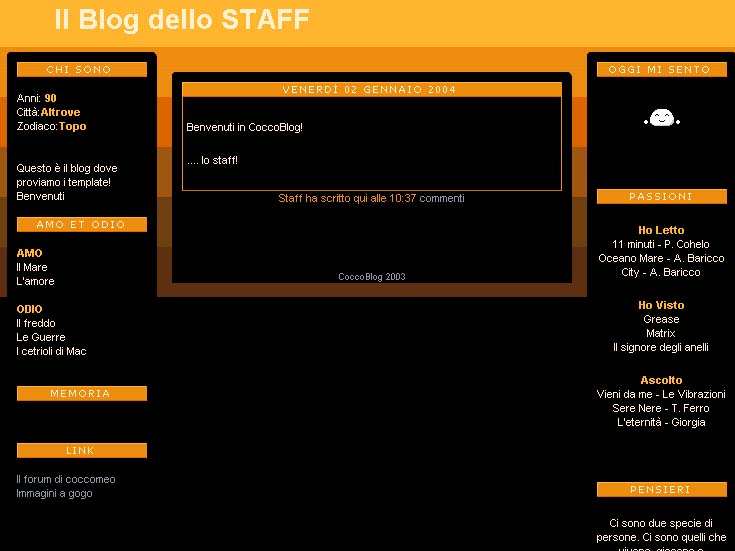 Il Blog dello STAFF
CHI SONO
Anni: 90
Città:Altrove
Zodiaco:Topo
Questo è il blog dove
proviamo i template!
Benvenuti
AMO ET ODIO
AMO
Il Mare
L'amore
ODIO
Il freddo
Le Guerre
I cetrioli di Mac
MEMORIA
LINK
Il forum di coccomeo
Immagini a gogo
VENERDÌ 02 GENNAIO 2004
Benvenuti in CoccoBlog!
.... lo staff!
Staff ha scritto qui alle 10:37 commenti
CoccoBlog 2003
OGGI MI SENTO
PASSIONI
Ho Letto
11 minuti - P. Cohelo
Oceano Mare - A. Baricco
City - A. Baricco
Ho Visto
Grease
Matrix
Il signore degli anelli
Ascolto
Vieni da me - Le Vibrazioni
Sere Nere - T. Ferro
L'eternità - Giorgia
PENSIERI
Ci sono due specie di
persone. Ci sono quelli che